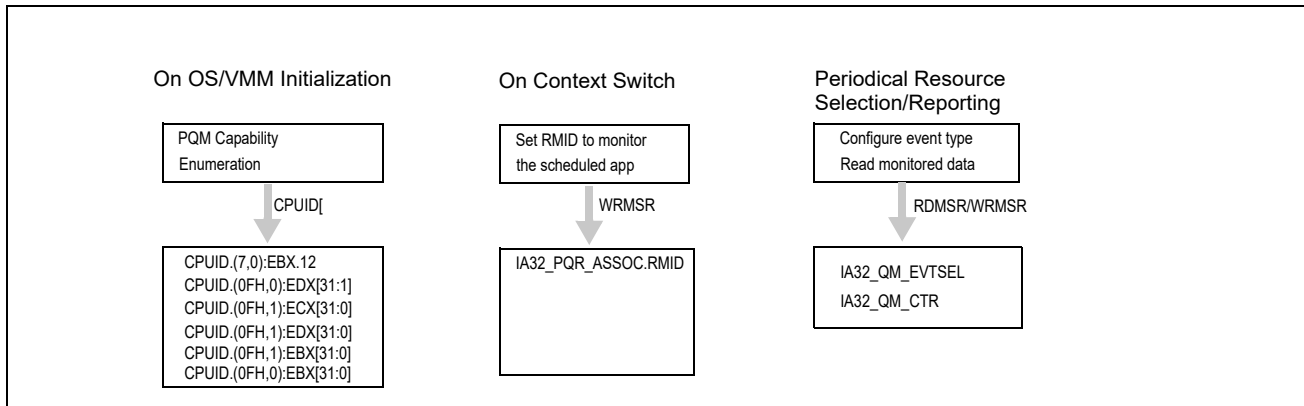 On OS/VMM Initialization
PQM Capability
Enumeration
CPUID[
CPUID.(7,0):EBX.12
CPUID.(0FH,0):EDX[31:1]
CPUID.(0FH,1):ECX[31:0]
CPUID.(0FH,1):EDX[31:0]
CPUID.(0FH,1):EBX[31:0]
CPUID.(0FH,0):EBX[31:0]
On Context Switch
Set RMID to monitor
the scheduled app
WRMSR
IA32_PQR_ASSOC.RMID
Periodical Resource
Selection/Reporting
Configure event type
Read monitored data
RDMSR/WRMSR
IA32_QM_EVTSEL
IA32_QM_CTR